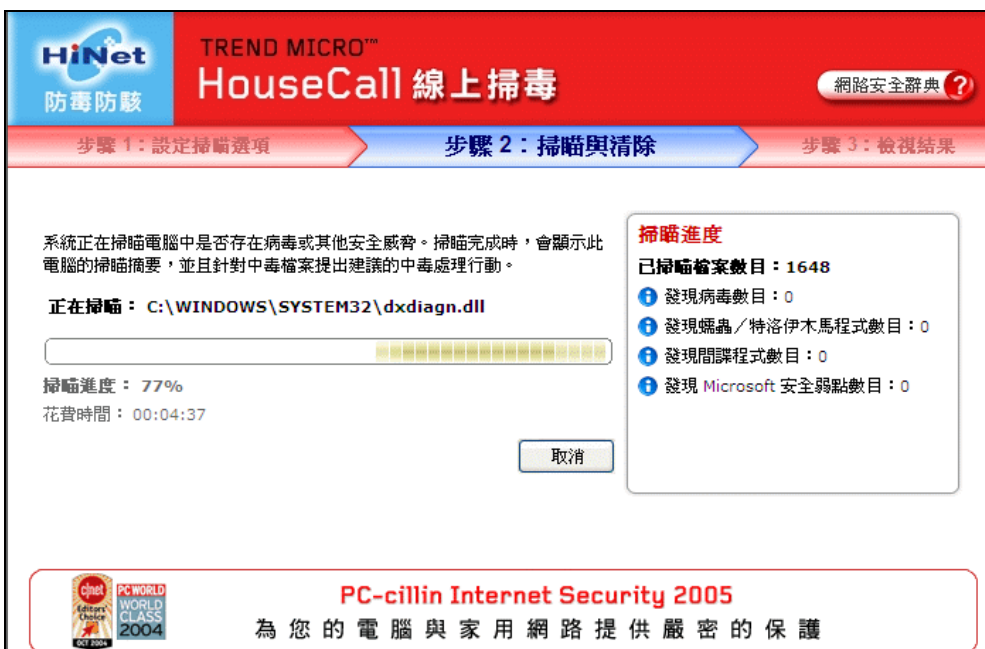 HiNet
防毒防駭
TREND MICRO™
HouseCall 線上掃毒
網路安全辭典 ?
步驟 1：設定掃瞄選項
步驟 2：掃瞄與清除
步驟 3：檢視結果
系統正在掃瞄電腦中是否存在病毒或其他安全威脅。掃瞄完成時，會顯示此
電腦的掃瞄摘要，並且針對中毒檔案提出建議的中毒處理行動。
正在掃瞄： C:\WINDOWS\SYSTEM32\dxdiagn.dll
掃瞄進度： 77%
花費時間： 00:04:37
取消
掃瞄進度
已掃瞄檔案數目：1648
發現病毒數目：0
發現蠕蟲／特洛伊木馬程式數目：0
發現間諜程式數目：0
發現 Microsoft 安全弱點數目：0
c|net
Editors'
Choice
OCT 2004
PC WORLD
WORLD
CLASS
2004
PC-cillin Internet Security 2005
為您的電腦與家用網路提供嚴密的保護